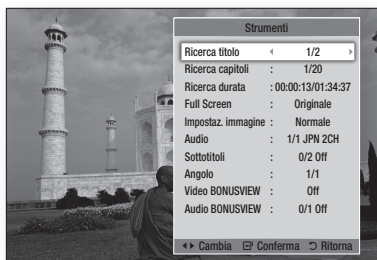 Strumenti
Ricerca titolo ◄ 1/2 ►
Ricerca capitoli : 1/20
Ricerca durata : 00:00:13/01:34:37
Full Screen : Originale
Impostaz. immagine : Normale
Audio : 1/1 JPN 2CH
Sottotitoli : 0/2 Off
Angolo : 1/1
Video BONUSVIEW : Off
Audio BONUSVIEW : 0/1 Off
◄► Cambia Conferma Ritorna